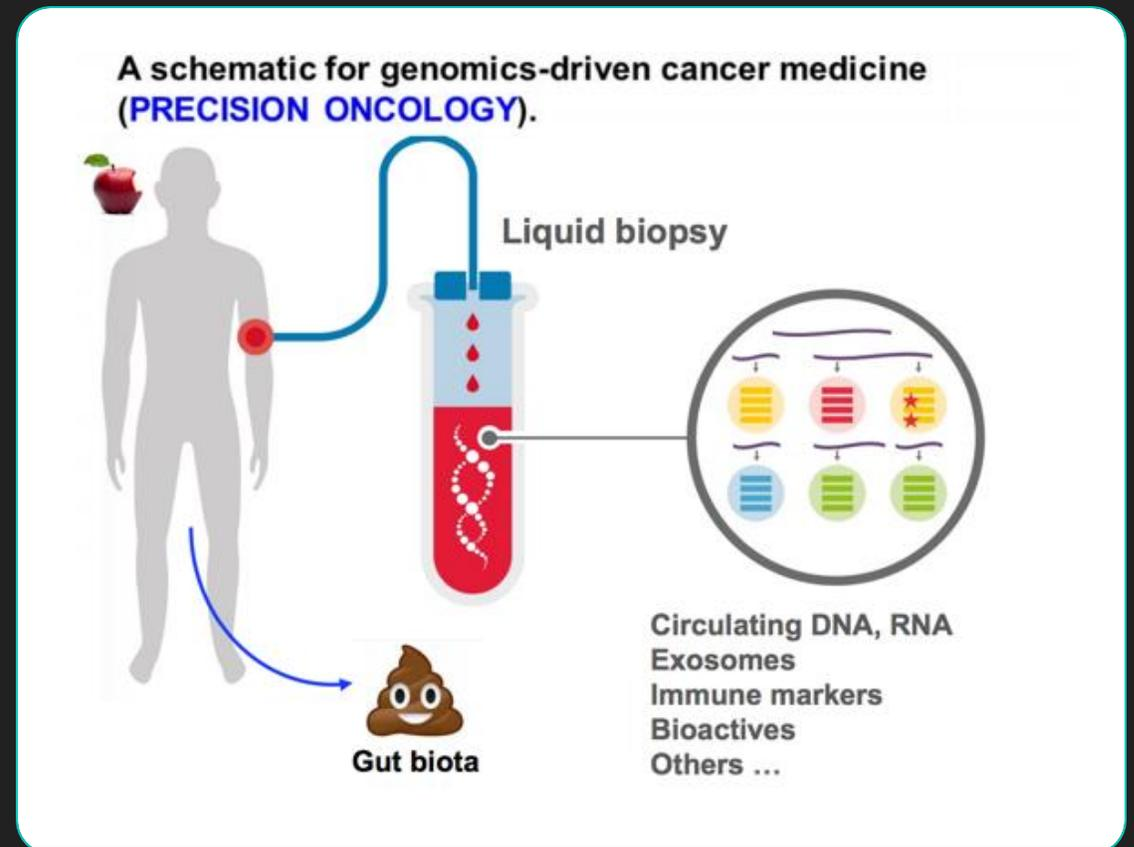 A schematic for genomics-driven cancer medicine
(PRECISION ONCOLOGY).
Liquid biopsy
Circulating DNA, RNA
Exosomes
Immune markers
Bioactives
Others ...
Gut biota